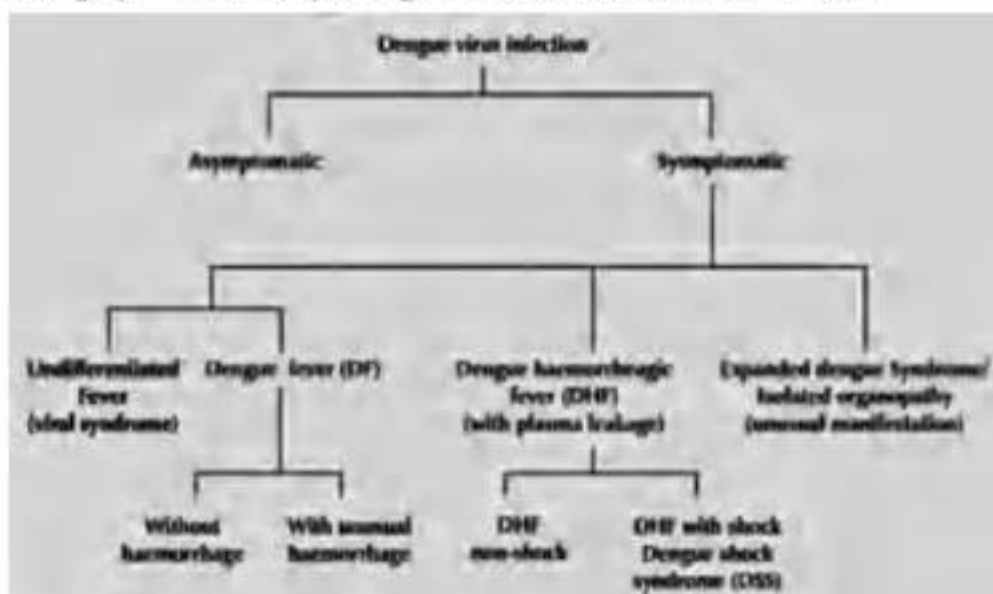 Dengue virus infection
Asymptomatic
Symptomatic
Undifferentiated
Fever
(viral syndrome)
Dengue fever (DF)
Dengue haemorrhagic
fever (DHF)
(with plasma leakage)
Expanded dengue Syndrome/
Isolated organopathy
(unusual manifestation)
Without
haemorrhage
With unusual
haemorrhage
DHF
non-shock
DHF with shock
Dengue shock
syndrome (DSS)